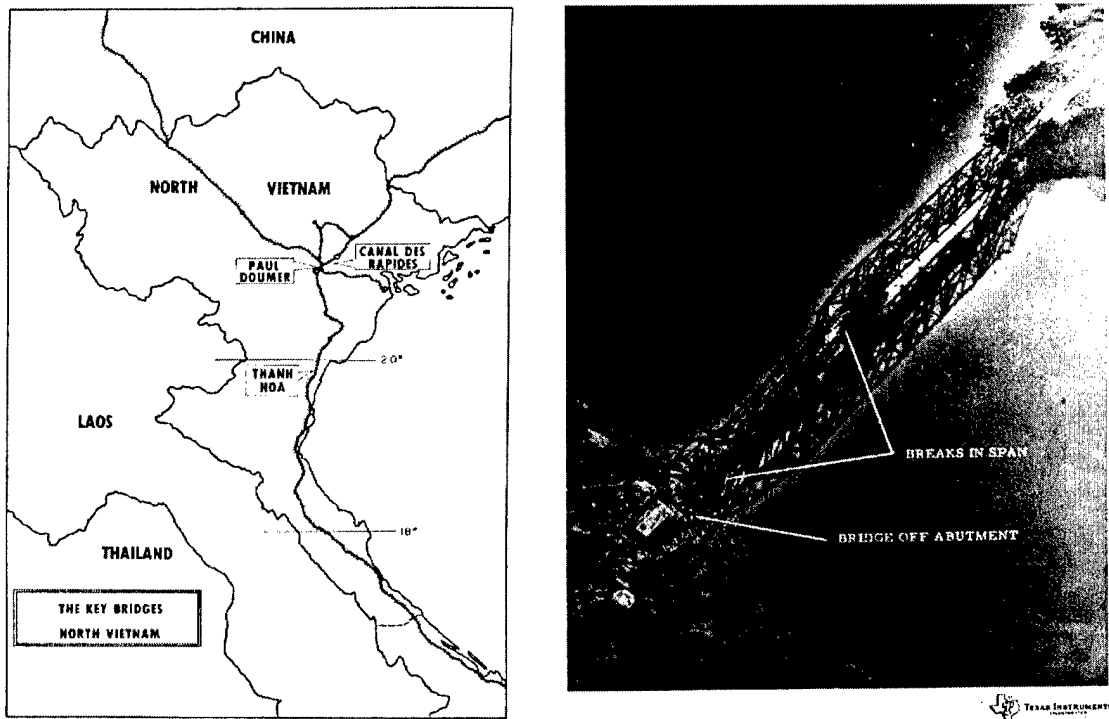 CHINA
NORTH VIETNAM
PAUL
DOUMER
CANAL DES
RAPIDES
20°
THANH
HOA
LAOS
18°
THAILAND
THE KEY BRIDGES
NORTH VIETNAM
BREAKS IN SPAN
BRIDGE OFF ABUTMENT
TEXAS INSTRUMENTS